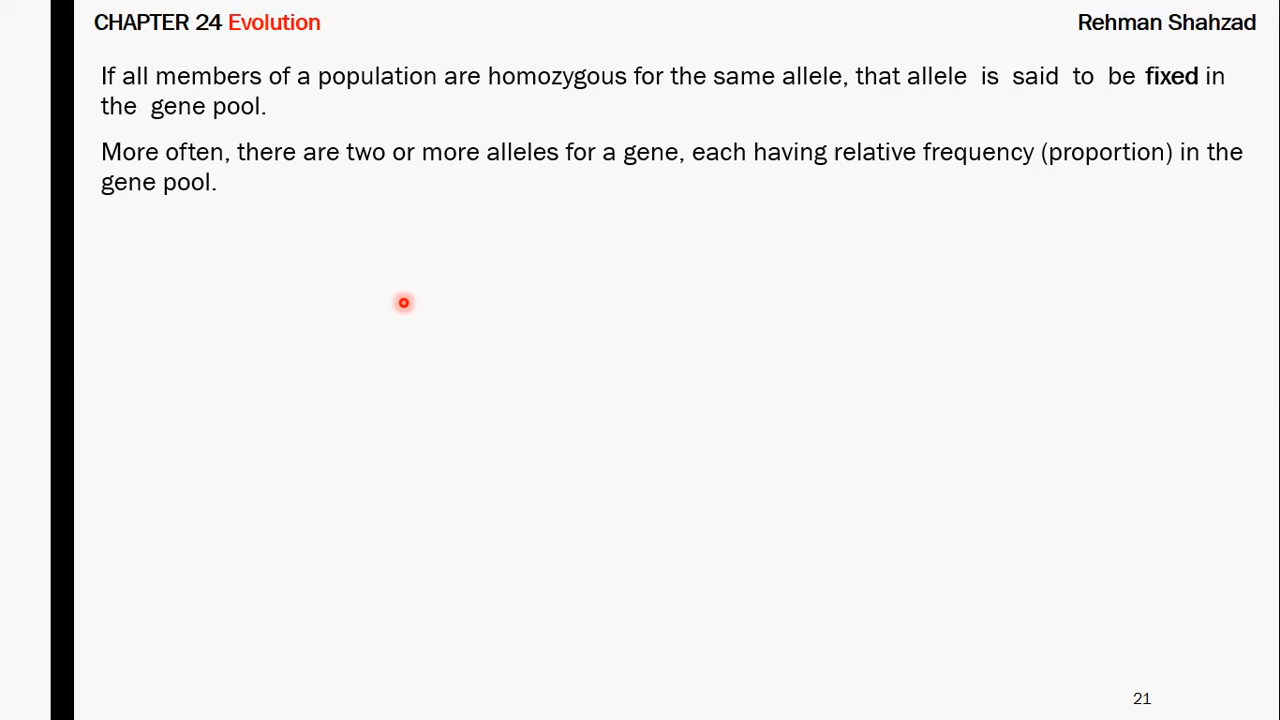 CHAPTER 24 Evolution
Rehman Shahzad
If all members of a population are homozygous for the same allele, that allele is said to be fixed in
the gene pool.
More often, there are two or more alleles for a gene, each having relative frequency (proportion) in the
gene pool.
21